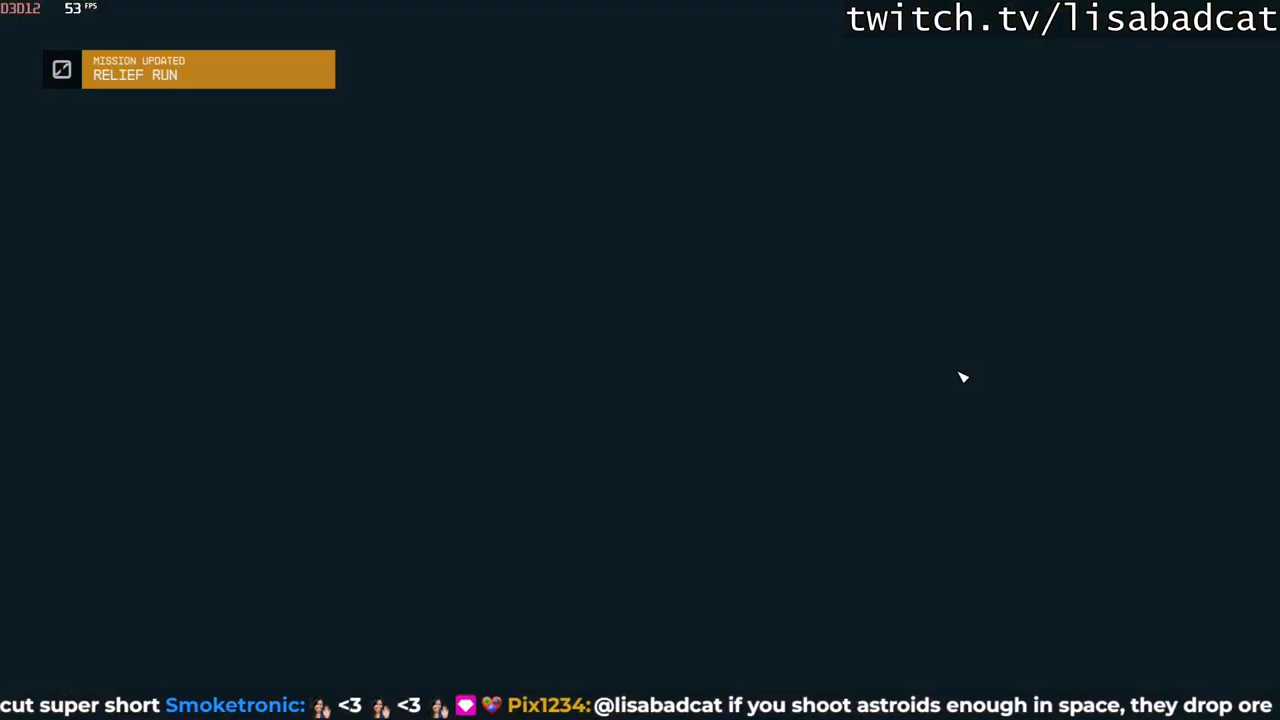 D3D12 53 FPS
twitch.tv/lisabadcat
MISSION UPDATED
RELIEF RUN
cut super short Smoketronic: <3 <3 Pix1234: @lisabadcat if you shoot astroids enough in space, they drop ore